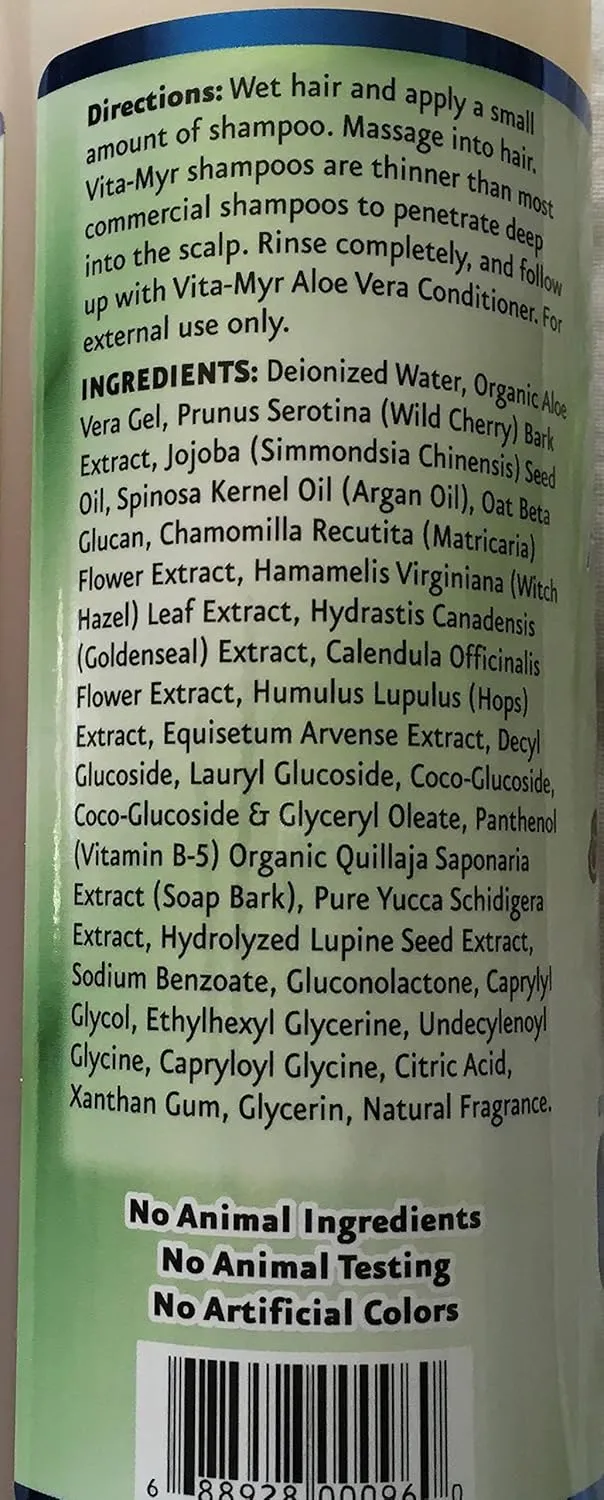 Directions: Wet hair and apply a small
amount of shampoo. Massage into hair.
Vita-Myr shampoos are thinner than most
commercial shampoos to penetrate deep
into the scalp. Rinse completely, and follow
up with Vita-Myr Aloe Vera Conditioner. For
external use only.
INGREDIENTS: Deionized Water, Organic Aloe
Vera Gel, Prunus Serotina (Wild Cherry) Bark
Extract, Jojoba (Simmondsia Chinensis) Seed
Oil, Spinosa Kernel Oil (Argan Oil), Oat Beta
Glucan, Chamomilla Recutita (Matricaria)
Flower Extract, Hamamelis Virginiana (Witch
Hazel) Leaf Extract, Hydrastis Canadensis
(Goldenseal) Extract, Calendula Officinalis
Flower Extract, Humulus Lupulus (Hops)
Extract, Equisetum Arvense Extract, Decyl
Glucoside, Lauryl Glucoside, Coco-Glucoside,
Coco-Glucoside & Glyceryl Oleate, Panthenol
(Vitamin B-5) Organic Quillaja Saponaria
Extract (Soap Bark), Pure Yucca Schidigera
Extract, Hydrolyzed Lupine Seed Extract,
Sodium Benzoate, Gluconolactone, Caprylyl
Glycol, Ethylhexyl Glycerine, Undecylenoyl
Glycine, Capryloyl Glycine, Citric Acid,
Xanthan Gum, Glycerin, Natural Fragrance.
No Animal Ingredients
No Animal Testing
No Artificial Colors
6 88928 00096 0